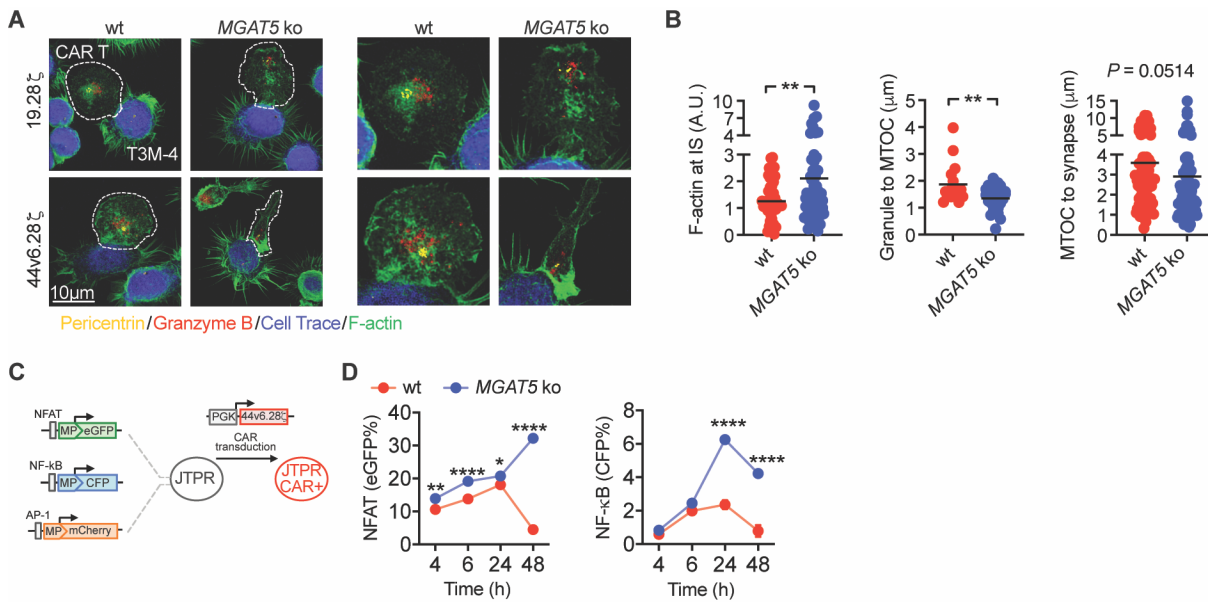 A
wt
MGAT5 ko
wt
MGAT5 ko
19.28ζ
CAR T
T3M-4
44v6.28ζ
10µm
Pericentrin/Granzyme B/Cell Trace/F-actin
B
F-actin at IS (A.U.)
10
5
3
2
1
0
**
wt
MGAT5 ko
Granule to MTOC (µm)
5
4
3
2
1
0
**
wt
MGAT5 ko
MTOC to synapse (µm)
P = 0.0514
15
10
5
4
3
2
1
0
wt
MGAT5 ko
C
NFAT
MP eGFP
NF-kB
MP CFP
AP-1
MP mCherry
JTPR
PGK 44v6.28ζ
CAR
transduction
JTPR
CAR+
D
wt
MGAT5 ko
NFAT (eGFP%)
40
30
20
10
0
**
****
*
****
4 6 24 48
Time (h)
NF-κB (CFP%)
8
6
4
2
0
****
****
4 6 24 48
Time (h)